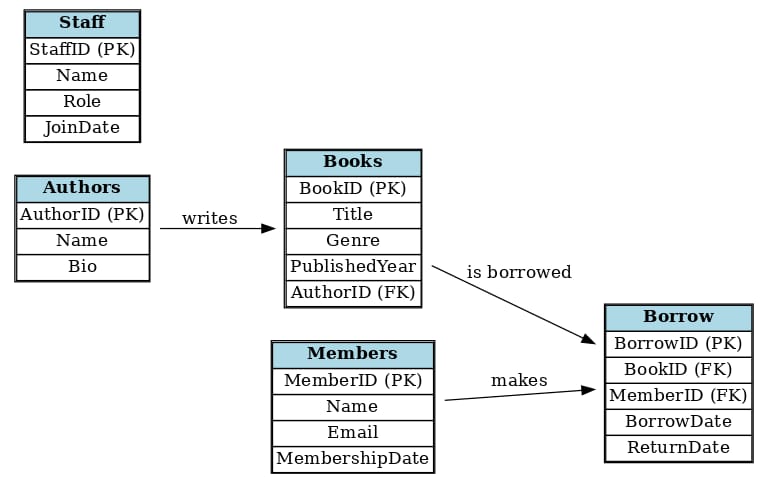 Staff
StaffID (PK)
Name
Role
JoinDate
Authors
AuthorID (PK)
Name
Bio
writes
Books
BookID (PK)
Title
Genre
PublishedYear
AuthorID (FK)
is borrowed
Members
MemberID (PK)
Name
Email
MembershipDate
makes
Borrow
BorrowID (PK)
BookID (FK)
MemberID (FK)
BorrowDate
ReturnDate